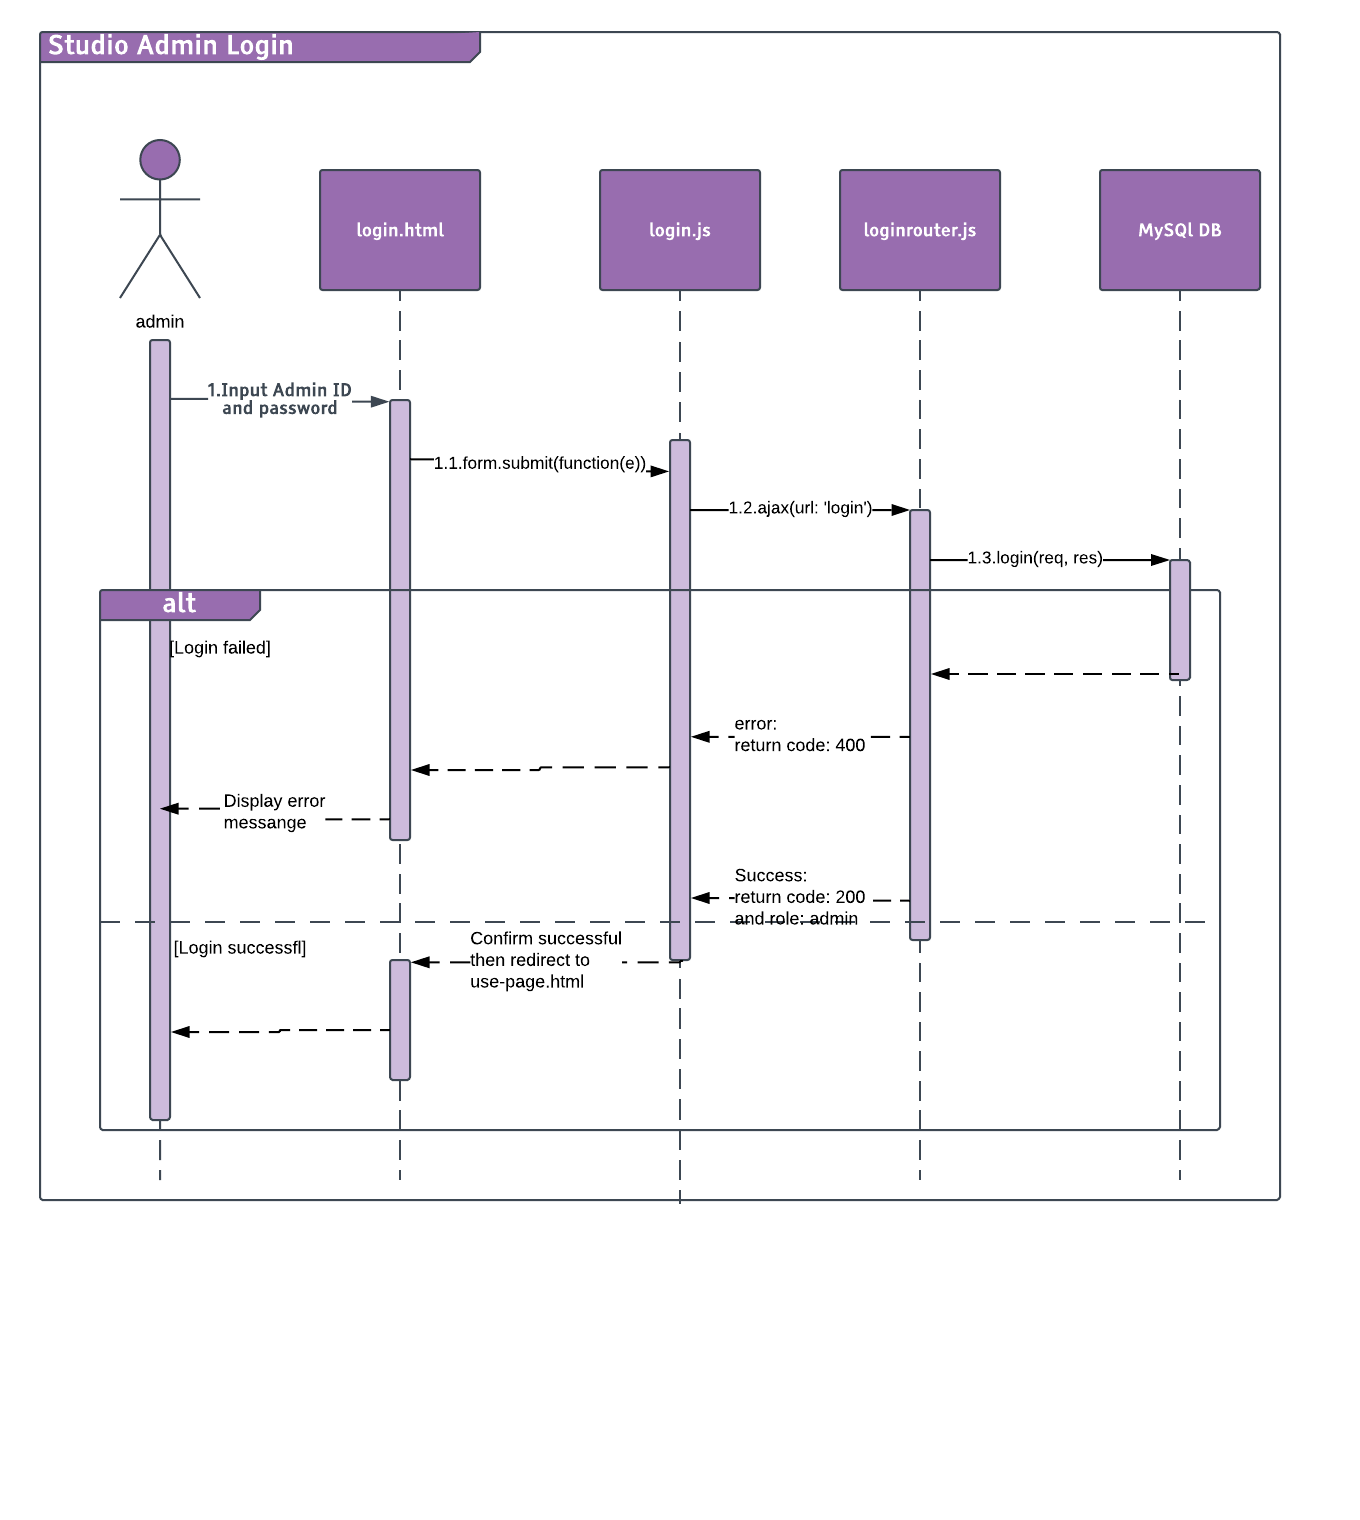 Studio Admin Login
login.html
login.js
loginrouter.js
MySQl DB
admin
1.Input Admin ID
and password
1.1.form.submit(function(e))
1.2.ajax(url: 'login')
1.3.login(req, res)
alt
[Login failed]
error:
return code: 400
Display error
messange
Success:
return code: 200
and role: admin
[Login successfl]
Confirm successful
then redirect to
use-page.html